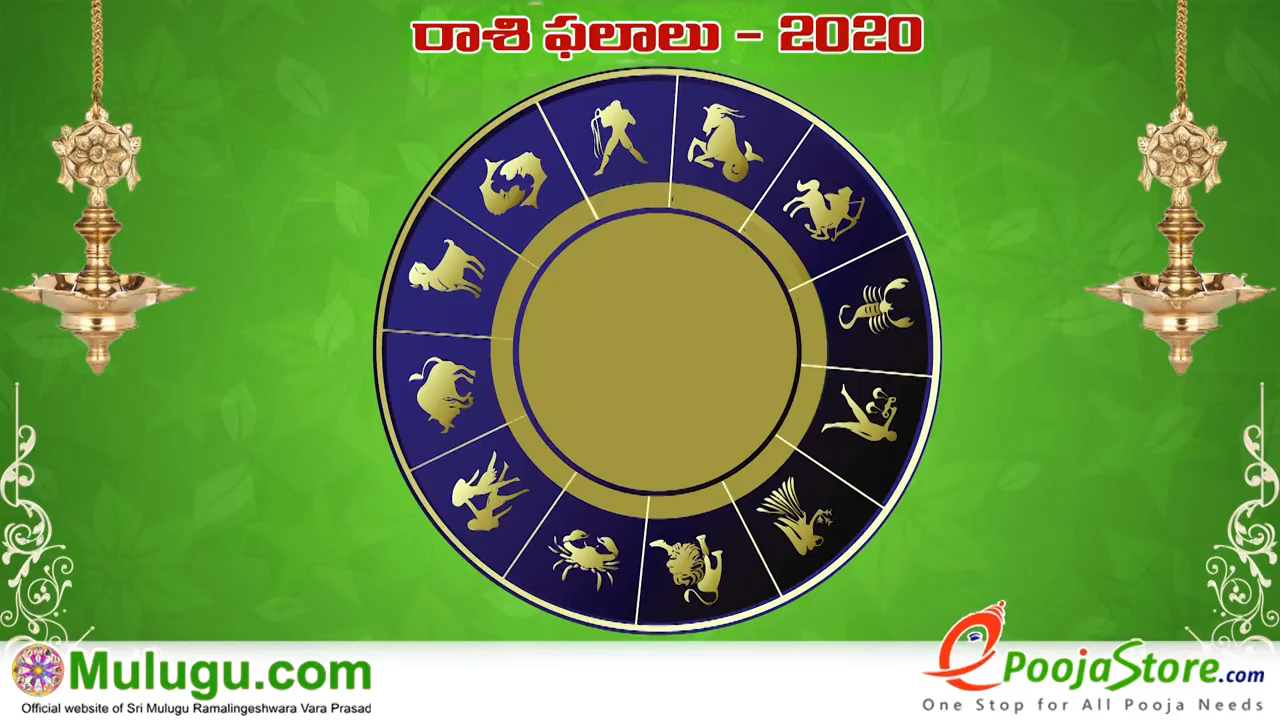 రాశి ఫలాలు - 2020
Mulugu.com
Official website of Sri Mulugu Ramalingeshwara Vara Prasad
ePoojaStore.com
One Stop for All Pooja Needs